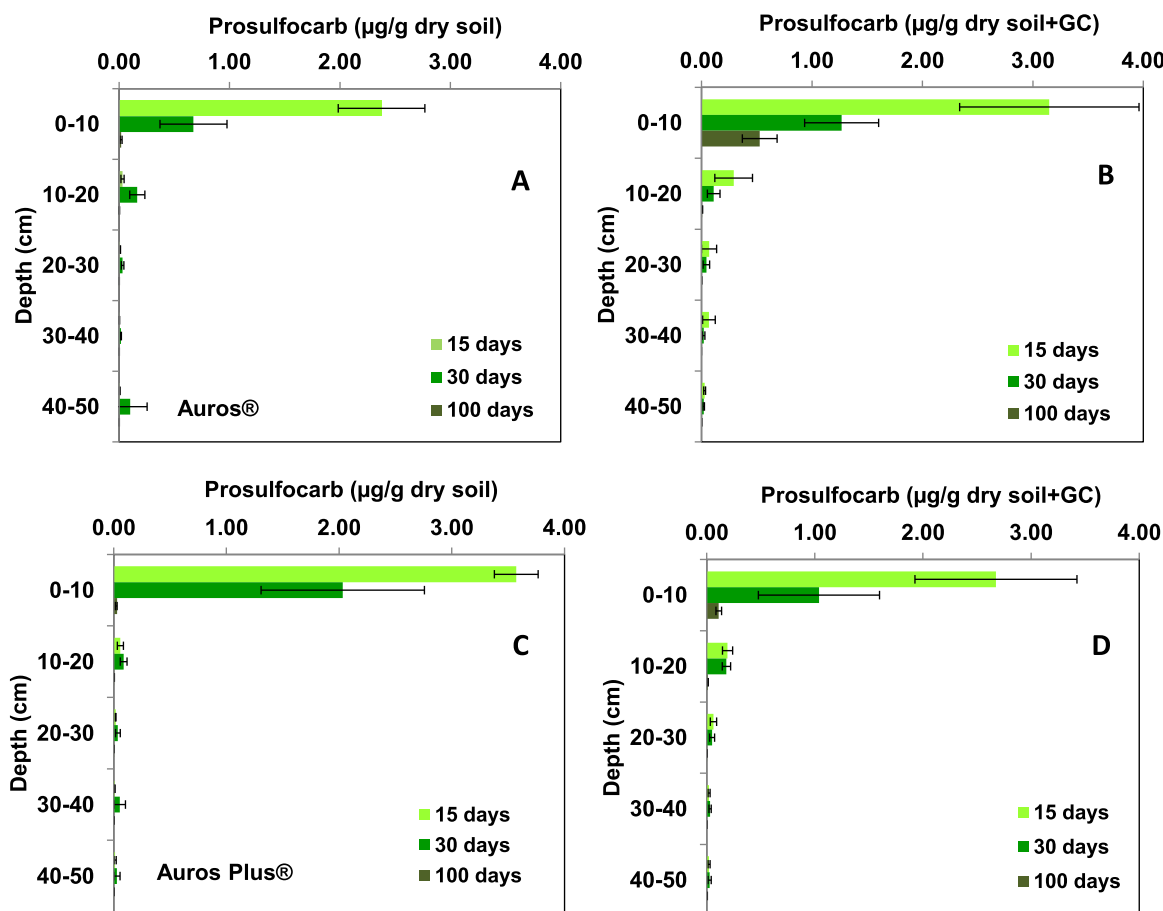 Prosulfocarb (µg/g dry soil)
0.00 1.00 2.00 3.00 4.00
Depth (cm)
0-10
10-20
20-30
30-40
40-50
A
15 days
30 days
100 days
Auros®
Prosulfocarb (µg/g dry soil+GC)
0.00 1.00 2.00 3.00 4.00
Depth (cm)
0-10
10-20
20-30
30-40
40-50
B
15 days
30 days
100 days
Prosulfocarb (µg/g dry soil)
0.00 1.00 2.00 3.00 4.00
Depth (cm)
0-10
10-20
20-30
30-40
40-50
C
15 days
30 days
100 days
Auros Plus®
Prosulfocarb (µg/g dry soil+GC)
0.00 1.00 2.00 3.00 4.00
Depth (cm)
0-10
10-20
20-30
30-40
40-50
D
15 days
30 days
100 days